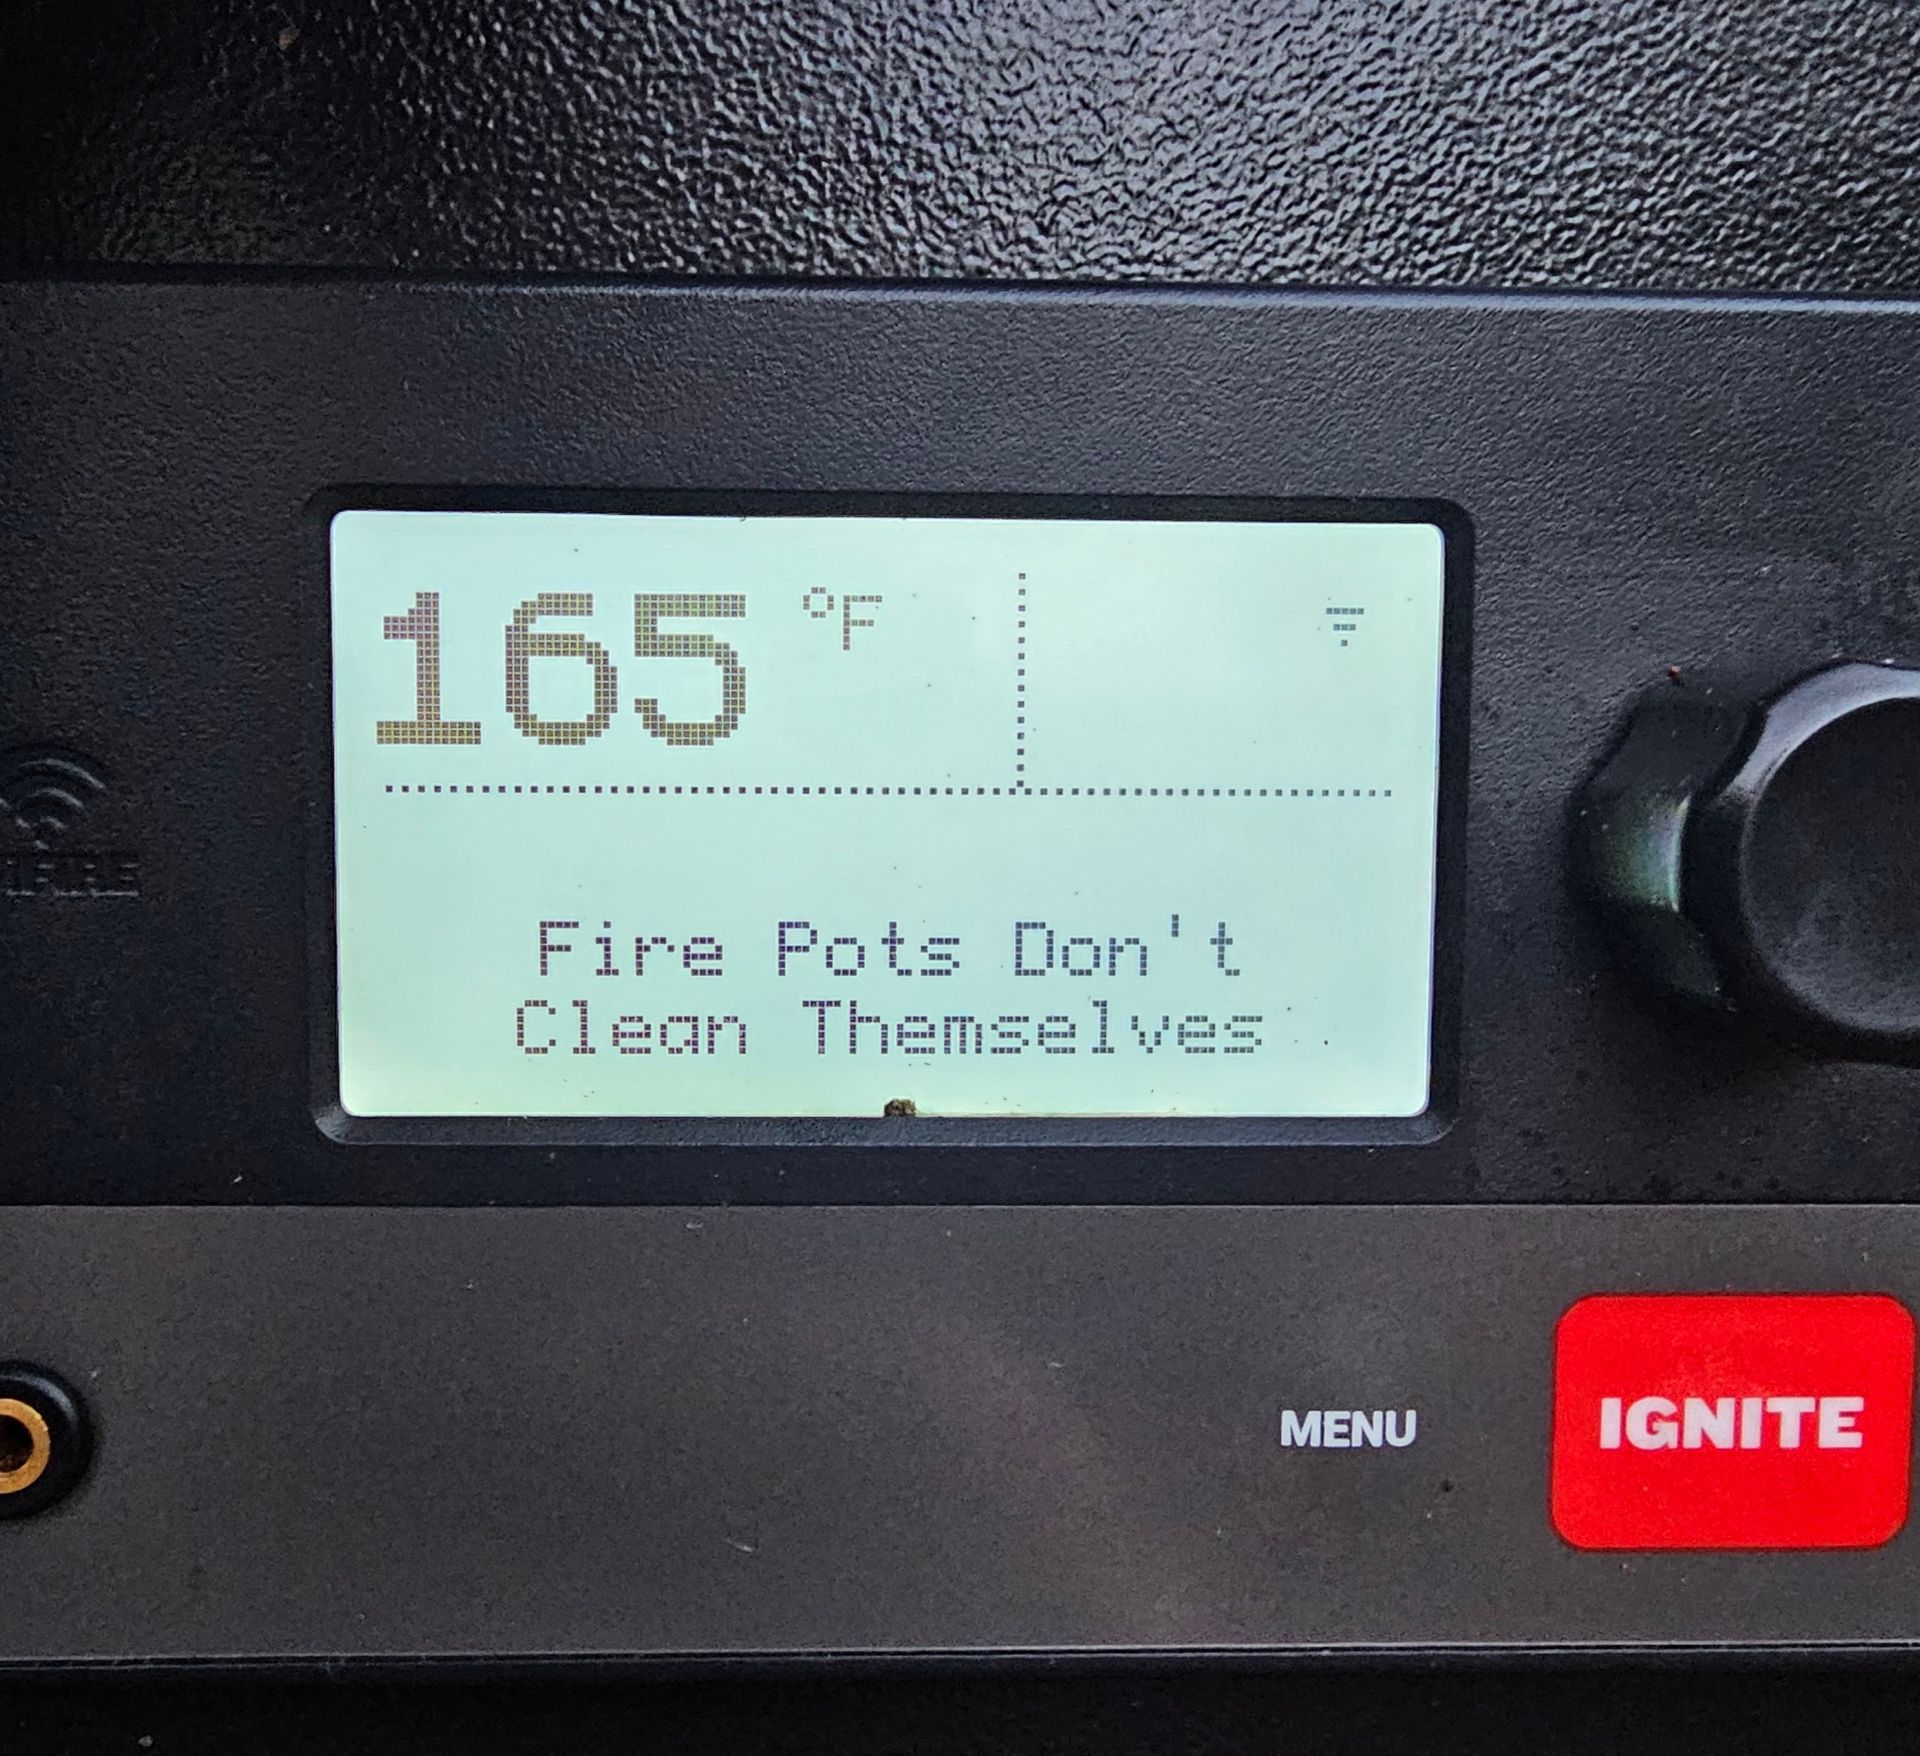 165 °F
Fire Pots Don't
Clean Themselves
MENU
IGNITE